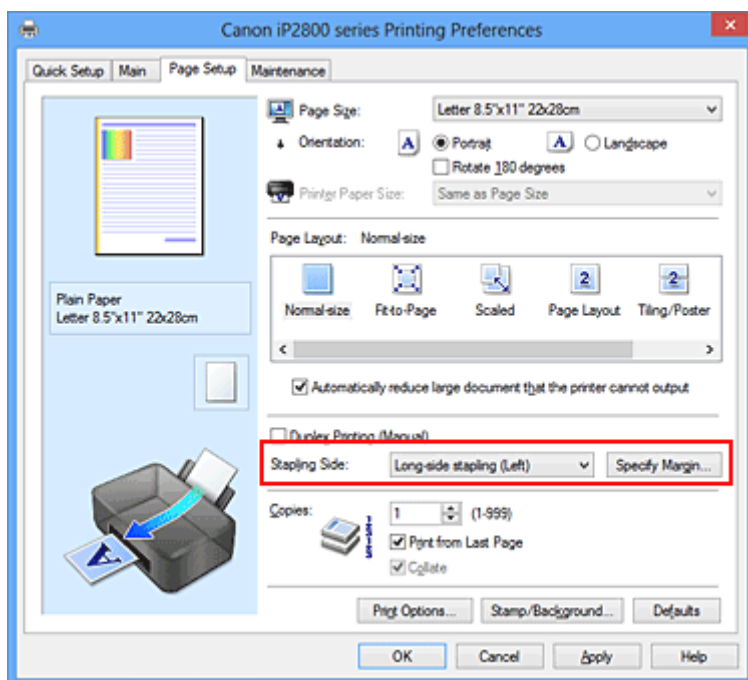 Canon iP2800 series Printing Preferences
Quick Setup Main Page Setup Maintenance
Page Size: Letter 8.5"x11" 22x28cm
Orientation: A Portrait A Landscape
Rotate 180 degrees
Printer Paper Size: Same as Page Size
Page Layout: Normal-size
2 2
Normal-size Fit-to-Page Scaled Page Layout Tiling/Poster
Plain Paper
Letter 8.5"x11" 22x28cm
Automatically reduce large document that the printer cannot output
Duplex Printing (Manual)
Stapling Side: Long-side stapling (Left) Specify Margin...
Copies: 1 (1-999)
Print from Last Page
Collate
A
Print Options... Stamp/Background... Defaults
OK Cancel Apply Help